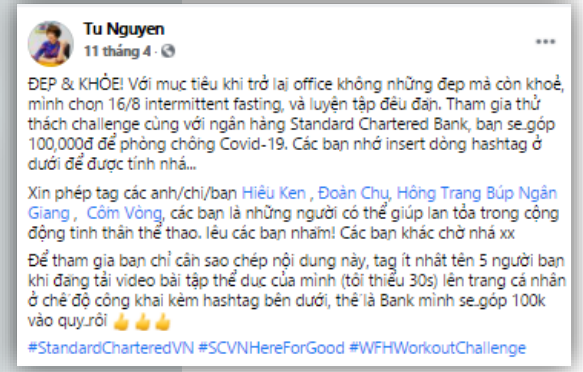 Tu Nguyen
11 tháng 4 ·
ĐẸP & KHỎE! Với mục tiêu khi trở lại office không những đẹp mà còn khoẻ,
mình chọn 16/8 intermittent fasting, và luyện tập đều đặn. Tham gia thử
thách challenge cùng với ngân hàng Standard Chartered Bank, bạn sẽ góp
100,000đ để phòng chống Covid-19. Các bạn nhớ insert dòng hashtag ở
dưới để được tính nhá...
Xin phép tag các anh/chị/bạn Hiếu Ken , Đoàn Chu, Hồng Trang Búp Ngân
Giang , Cốm Vòng, các bạn là những người có thể giúp lan tỏa trong cộng
động tinh thần thể thao. Iêu các bạn nhắm! Các bạn khác chờ nhá xx
Để tham gia bạn chỉ cần sao chép nội dung này, tag ít nhất tên 5 người bạn
khi đăng tải video bài tập thể dục của mình (tối thiểu 30s) lên trang cá nhân
ở chế độ công khai kèm hashtag bên dưới, thế là Bank mình sẽ góp 100k
vào quỹ rồi 👍👍👍
#StandardCharteredVN #SCVNHereForGood #WFHWorkoutChallenge